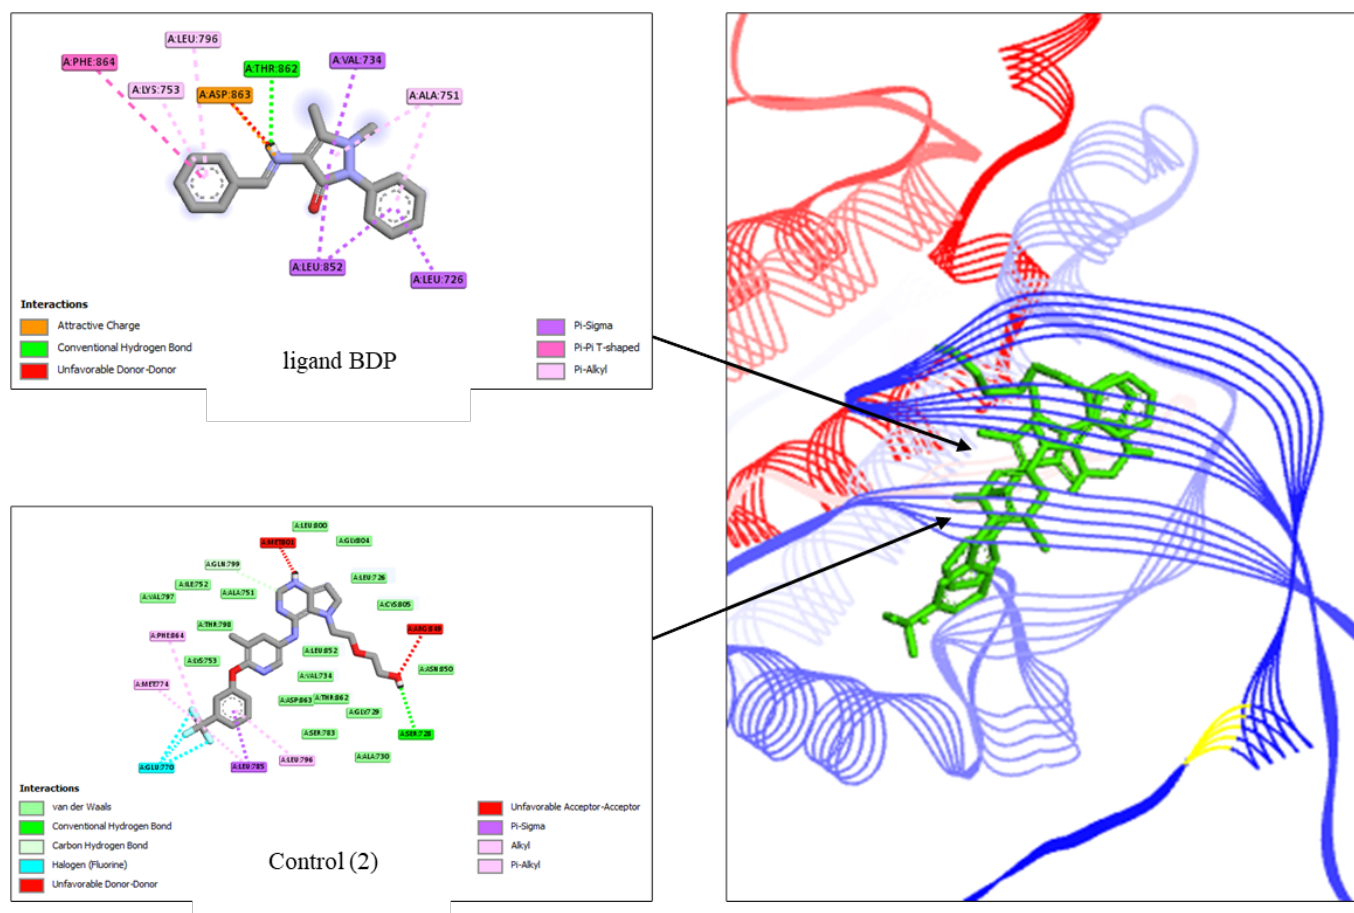 A:LEU:796
A:PHE:864
A:THR:862
A:VAL:734
A:LYS:753
A:ASP:863
A:ALA:751
A:LEU:852
A:LEU:726
Interactions
Attractive Charge
Conventional Hydrogen Bond
Unfavorable Donor-Donor
Pi-Sigma
Pi-Pi T-shaped
Pi-Alkyl
ligand BDP
A:LEU:800
A:MET:801
A:GLY:804
A:GLN:799
A:LEU:726
A:ILE:752
A:ALA:751
A:VAL:797
A:CYS:805
A:THR:798
A:ARG:849
A:PHE:864
A:LEU:852
A:LYS:753
A:ASN:850
A:VAL:734
A:MET:774
A:ASP:863
A:THR:862
A:GLY:729
A:SER:783
A:SER:728
A:LEU:796
A:ALA:730
A:GLU:770
A:LEU:785
Interactions
van der Waals
Conventional Hydrogen Bond
Carbon Hydrogen Bond
Halogen (Fluorine)
Unfavorable Donor-Donor
Unfavorable Acceptor-Acceptor
Pi-Sigma
Alkyl
Pi-Alkyl
Control (2)